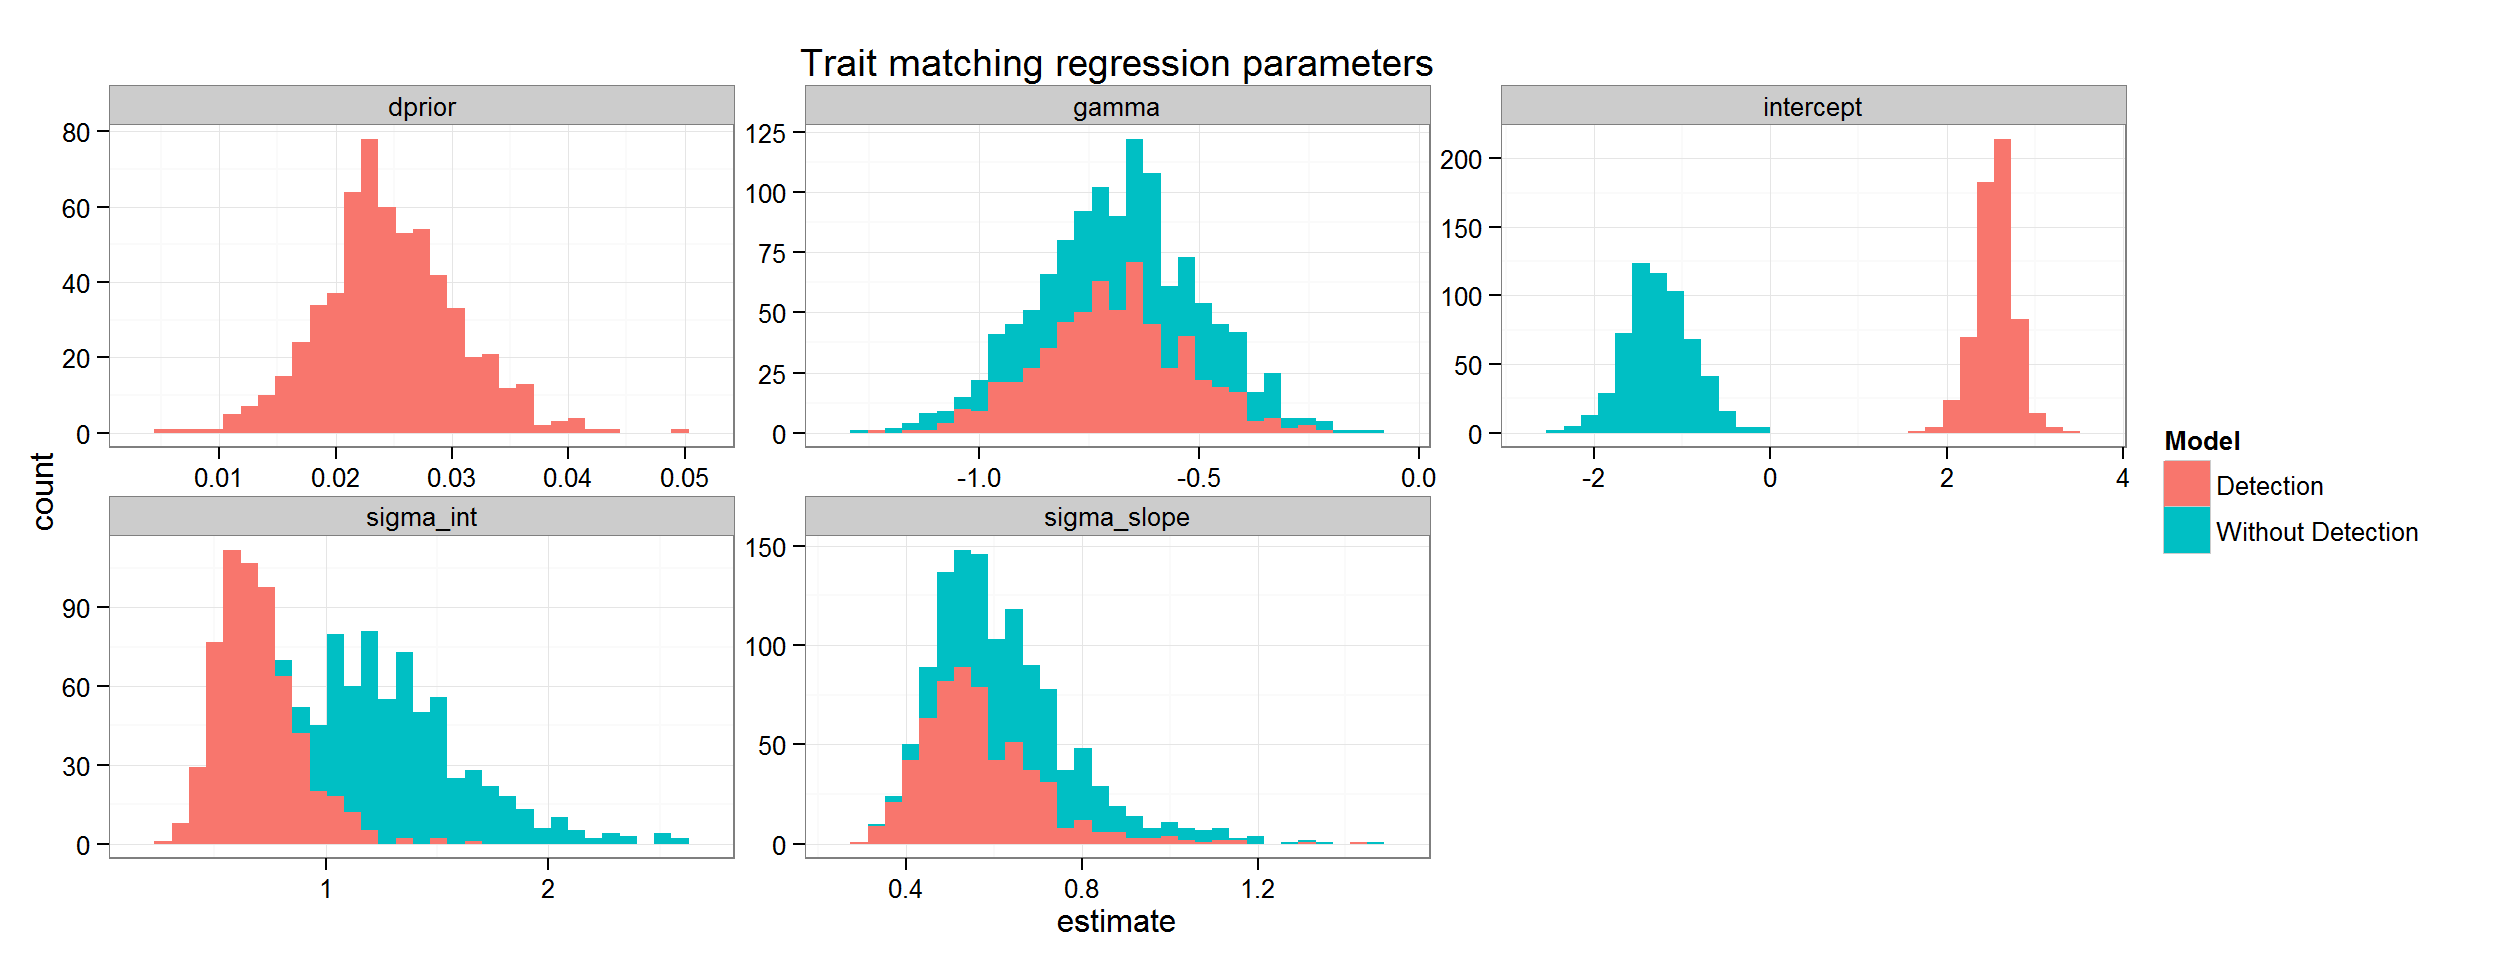 Trait matching regression parameters
dprior
gamma
intercept
80
60
40
20
0
0.01 0.02 0.03 0.04 0.05
125
100
75
50
25
0
-1.0 -0.5 0.0
200
150
100
50
0
-2 0 2 4
count
sigma_int
sigma_slope
90
60
30
0
1 2
150
100
50
0
0.4 0.8 1.2
estimate
Model
Detection
Without Detection